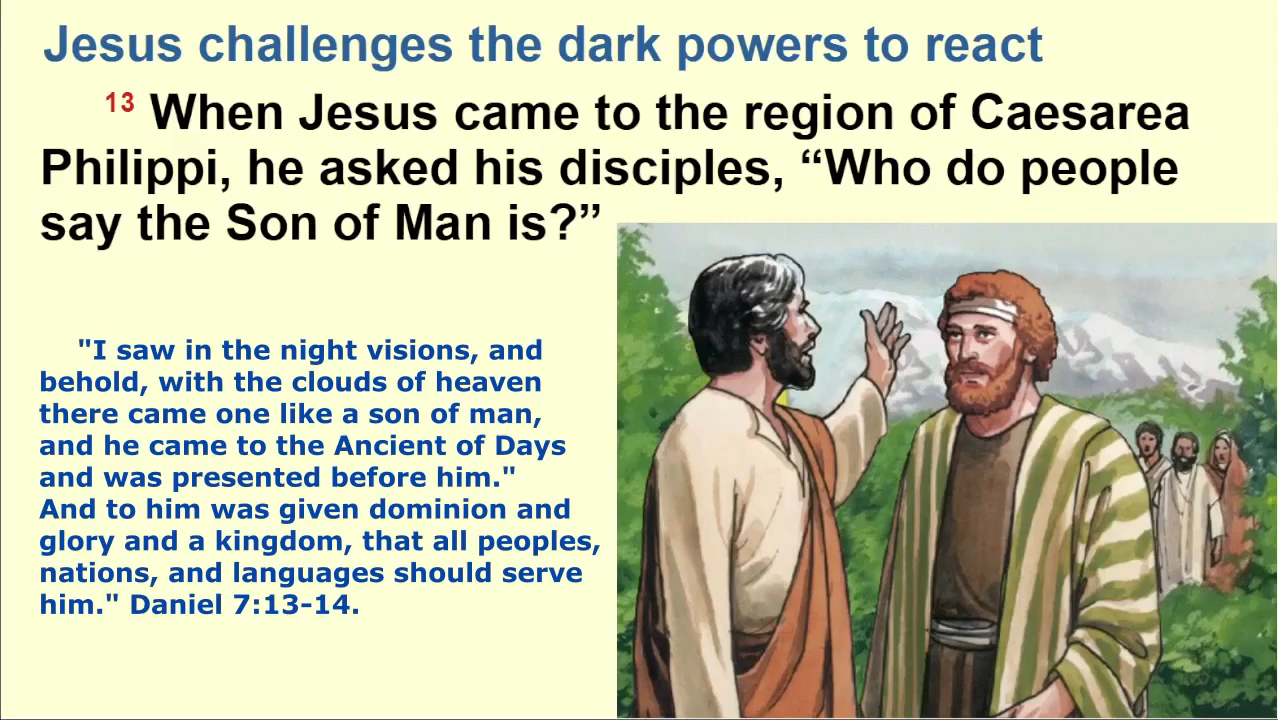 Jesus challenges the dark powers to react
13 When Jesus came to the region of Caesarea
Philippi, he asked his disciples, “Who do people
say the Son of Man is?”
"I saw in the night visions, and
behold, with the clouds of heaven
there came one like a son of man,
and he came to the Ancient of Days
and was presented before him."
And to him was given dominion and
glory and a kingdom, that all peoples,
nations, and languages should serve
him." Daniel 7:13-14.